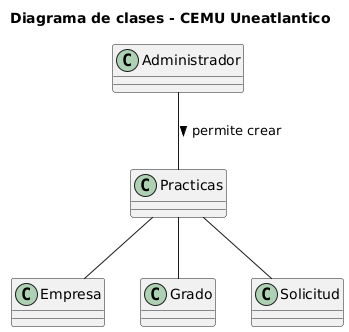 Diagrama de clases - CEMU Uneatlantico
C Administrador
permite crear
C Practicas
C Empresa
C Grado
C Solicitud